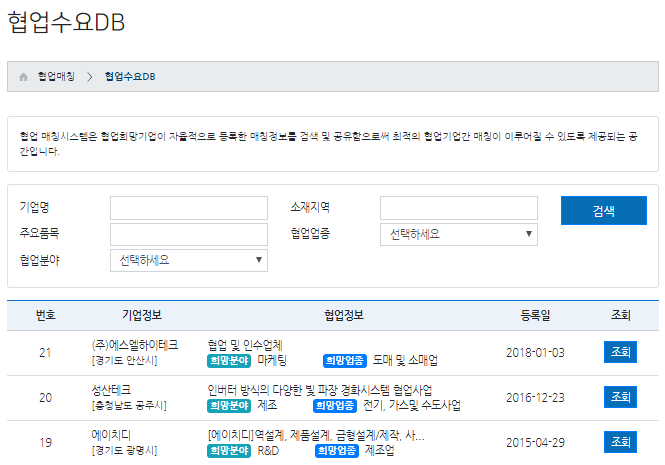 협업수요DB
협업매칭 > 협업수요DB
협업 매칭시스템은 협업희망기업이 자율적으로 등록한 매칭정보를 검색 및 공유함으로써 최적의 협업기업간 매칭이 이루어질 수 있도록 제공되는 공
간입니다.
기업명 소재지역 검색
주요품목 협업업종 선택하세요
협업분야 선택하세요
번호 기업정보 협업정보 등록일 조회
21 (주)에스엘하이테크 [경기도 안산시] 협업 및 인수업체 2018-01-03 조회
희망분야 마케팅 희망업종 도매 및 소매업
20 성산테크 [충청남도 공주시] 인버터 방식의 다양한 빛 파장 경화시스템 협업사업 2016-12-23 조회
희망분야 제조 희망업종 전기, 가스및 수도사업
19 에이치디 [경기도 광명시] [에이치디]역설계, 제품설계, 금형설계/제작, 사... 2015-04-29 조회
희망분야 R&D 희망업종 제조업